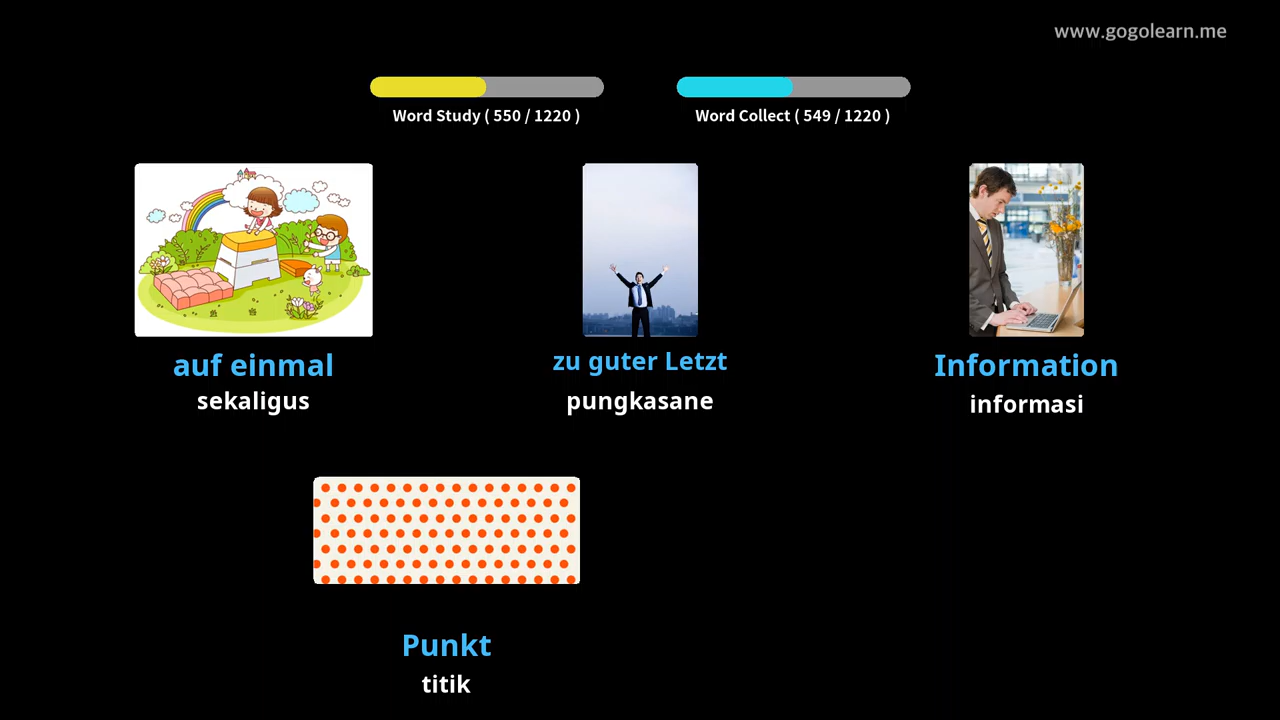 www.gogolearn.me
Word Study ( 550 / 1220 )
Word Collect ( 549 / 1220 )
auf einmal
sekaligus
zu guter Letzt
pungkasane
Information
informasi
Punkt
titik